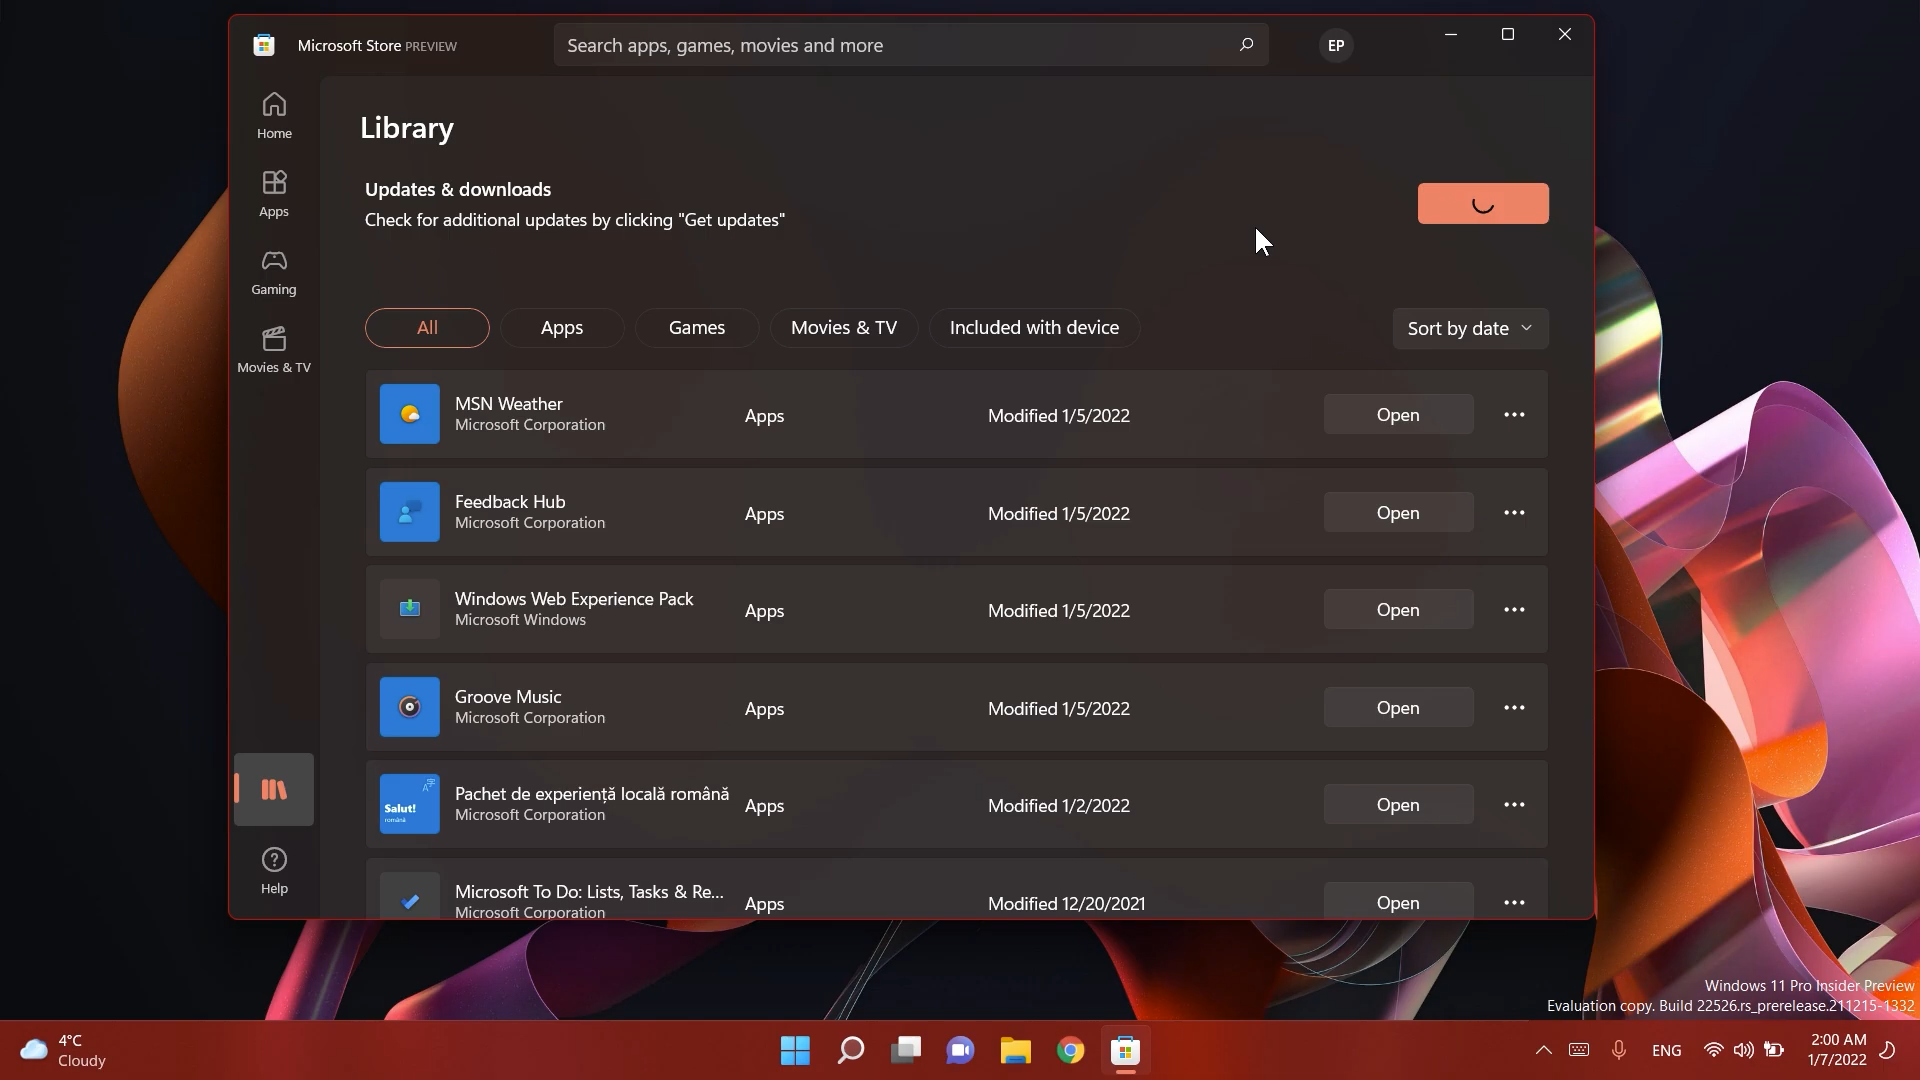 Microsoft Store PREVIEW
Search apps, games, movies and more
EP
Home
Apps
Gaming
Movies & TV
Help
Library
Updates & downloads
Check for additional updates by clicking "Get updates"
All
Apps
Games
Movies & TV
Included with device
Sort by date
MSN Weather
Microsoft Corporation
Apps
Modified 1/5/2022
Open
Feedback Hub
Microsoft Corporation
Apps
Modified 1/5/2022
Open
Windows Web Experience Pack
Microsoft Windows
Apps
Modified 1/5/2022
Open
Groove Music
Microsoft Corporation
Apps
Modified 1/5/2022
Open
Salut!
română
Pachet de experiență locală română
Microsoft Corporation
Apps
Modified 1/2/2022
Open
Microsoft To Do: Lists, Tasks & Re...
Microsoft Corporation
Apps
Modified 12/20/2021
Open
Windows 11 Pro Insider Preview
Evaluation copy. Build 22526.rs_prerelease.211215-1332
4°C
Cloudy
ENG
2:00 AM
1/7/2022